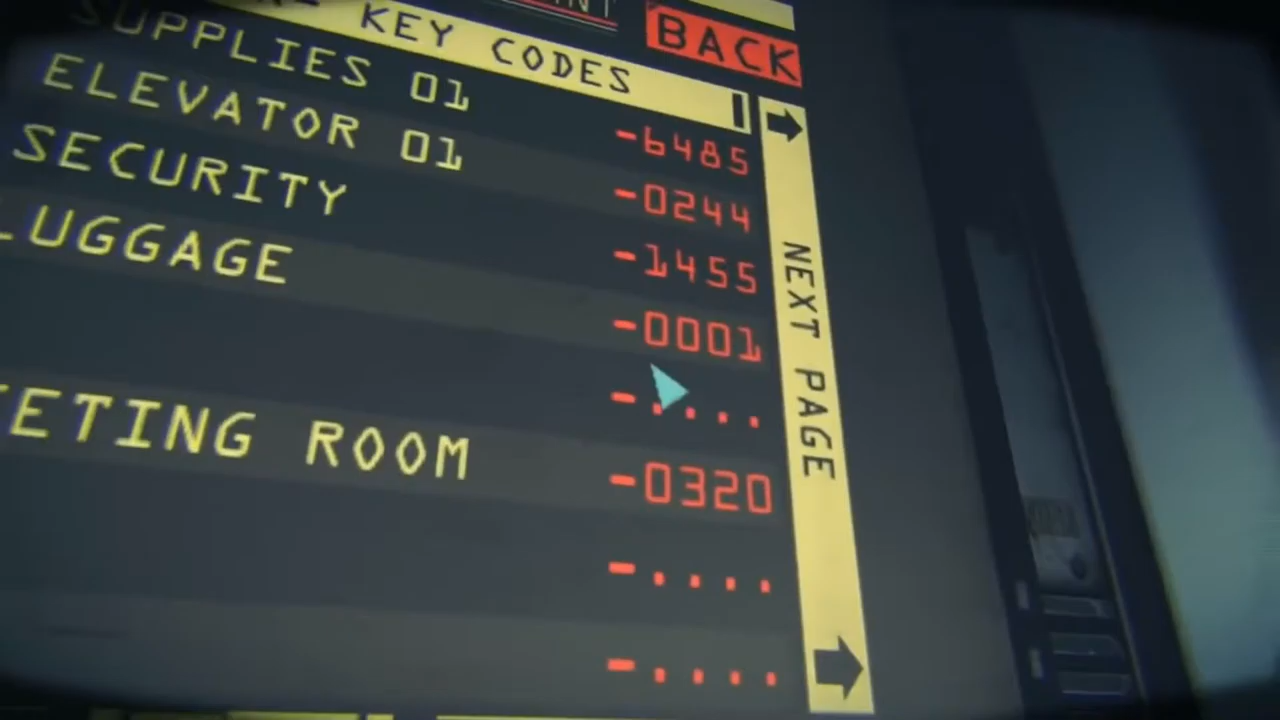 BACK
KEY CODES
SUPPLIES 01 -6485
ELEVATOR 01 -0244
SECURITY -1455
LUGGAGE -0001
-....
ETING ROOM -0320
-....
-....
NEXT PAGE